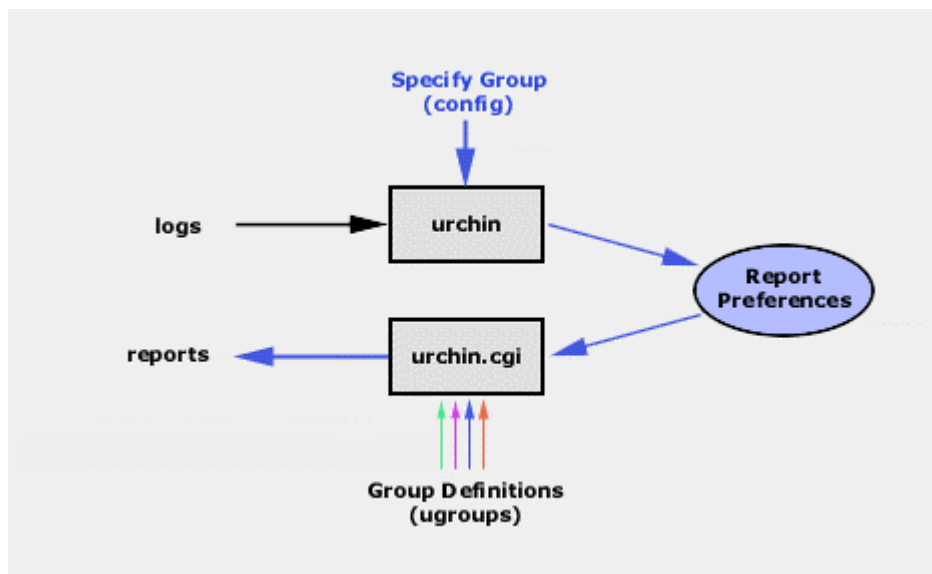 Specify Group
(config)
logs
urchin
Report
Preferences
reports
urchin.cgi
Group Definitions
(ugroups)